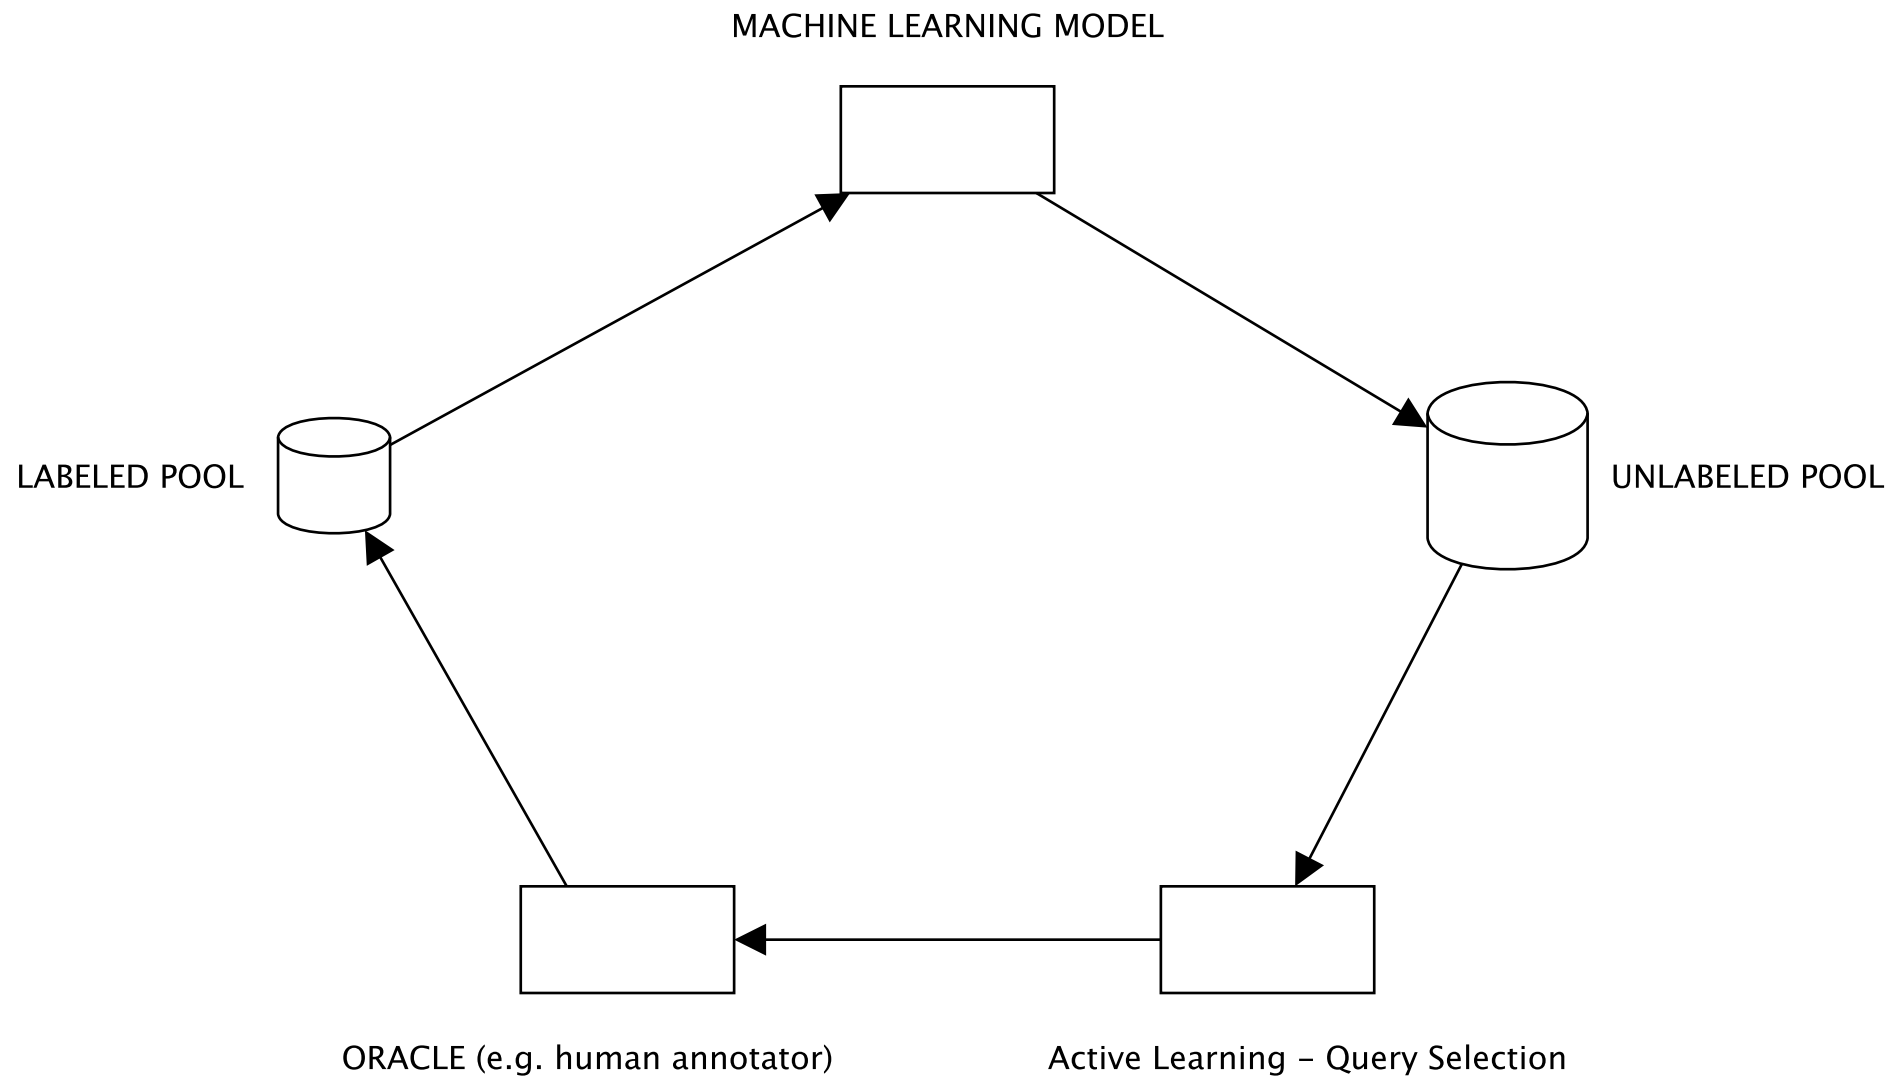 MACHINE LEARNING MODEL
LABELED POOL
UNLABELED POOL
ORACLE (e.g. human annotator)
Active Learning – Query Selection